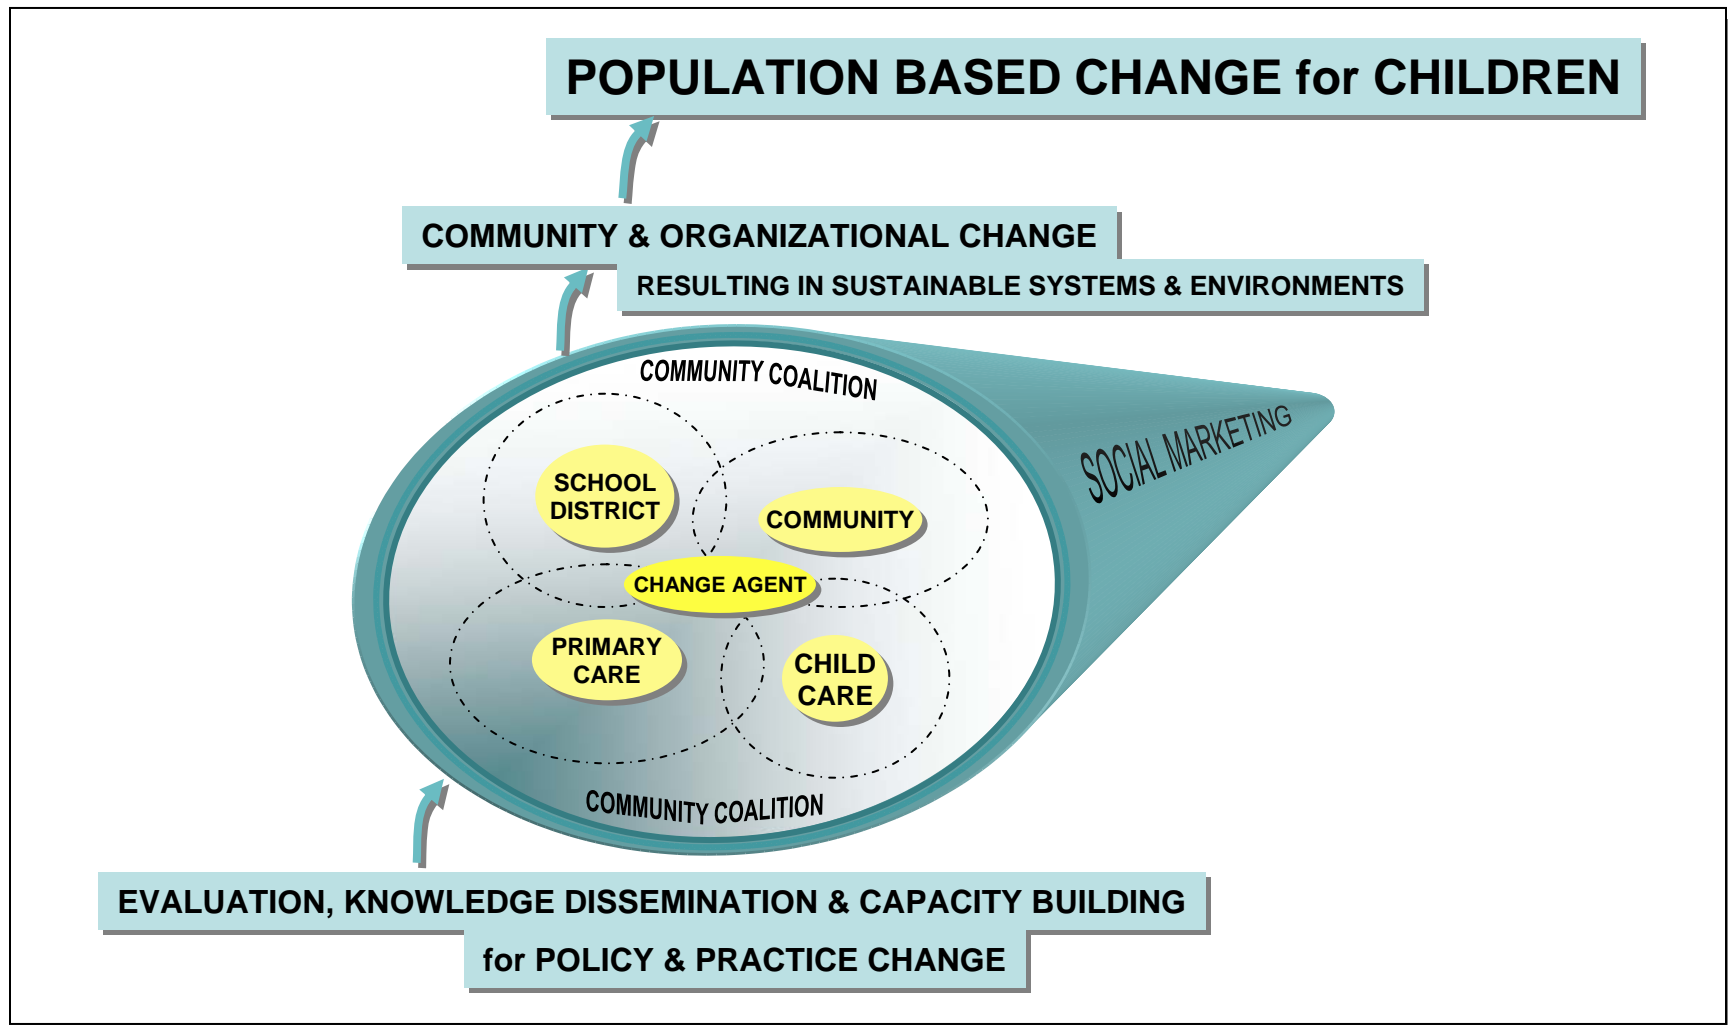 POPULATION BASED CHANGE for CHILDREN
COMMUNITY & ORGANIZATIONAL CHANGE
RESULTING IN SUSTAINABLE SYSTEMS & ENVIRONMENTS
COMMUNITY COALITION
SOCIAL MARKETING
SCHOOL
DISTRICT
COMMUNITY
CHANGE AGENT
PRIMARY
CARE
CHILD
CARE
COMMUNITY COALITION
EVALUATION, KNOWLEDGE DISSEMINATION & CAPACITY BUILDING
for POLICY & PRACTICE CHANGE